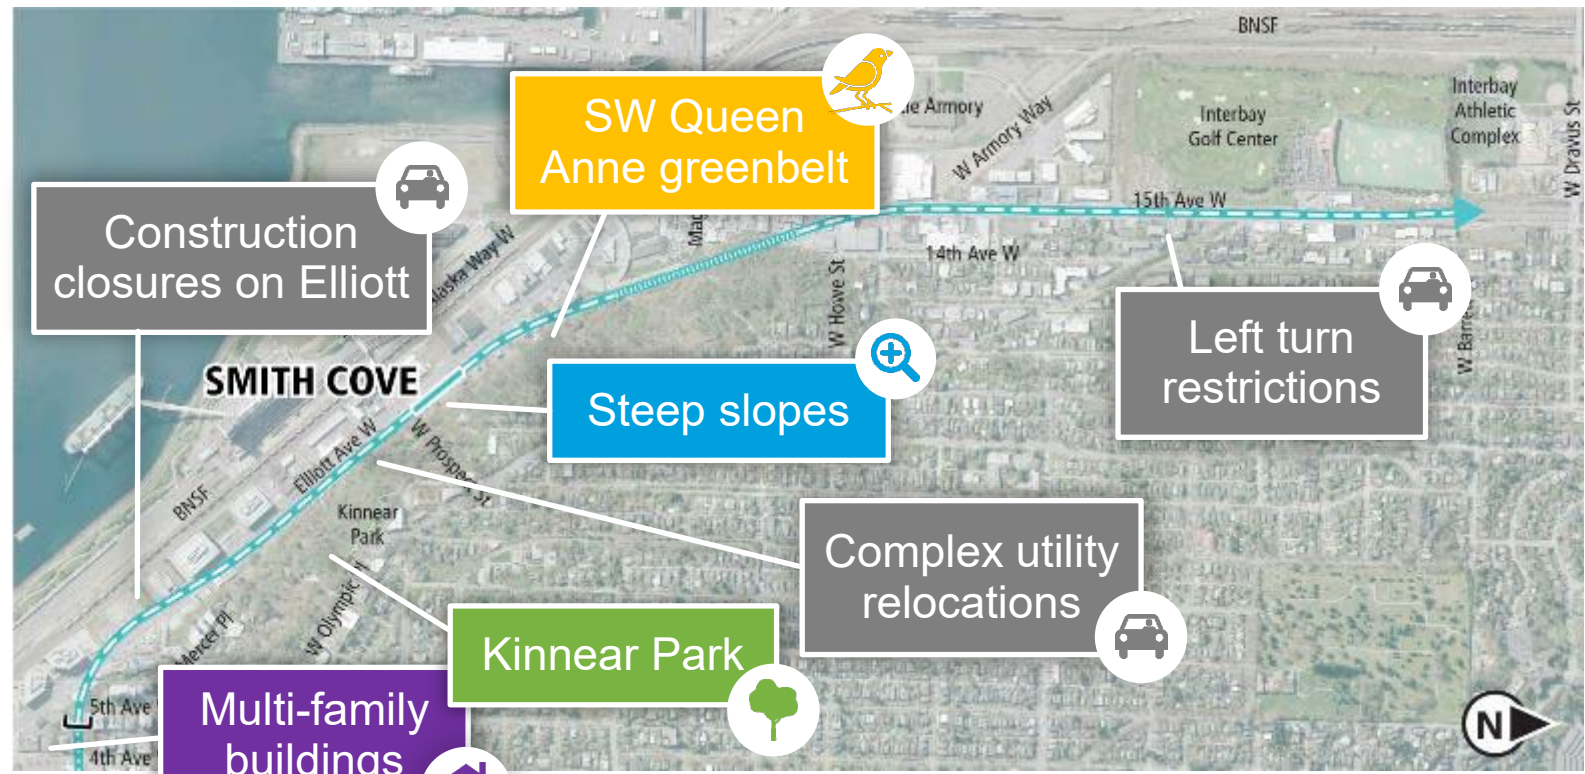 BNSF
SW Queen
Anne greenbelt
Armory
W Armory Way
Interbay
Golf Center
Interbay
Athletic
Complex
W Dravus St
Construction
closures on Elliott
15th Ave W
14th Ave W
W Howe St
Left turn
restrictions
SMITH COVE
Steep slopes
Elliott Ave W
W Prospect St
BNSF
Kinnear
Park
Complex utility
relocations
W Olympic Pl
Mercer Pl
Kinnear Park
5th Ave
4th Ave
Multi-family
buildings
N